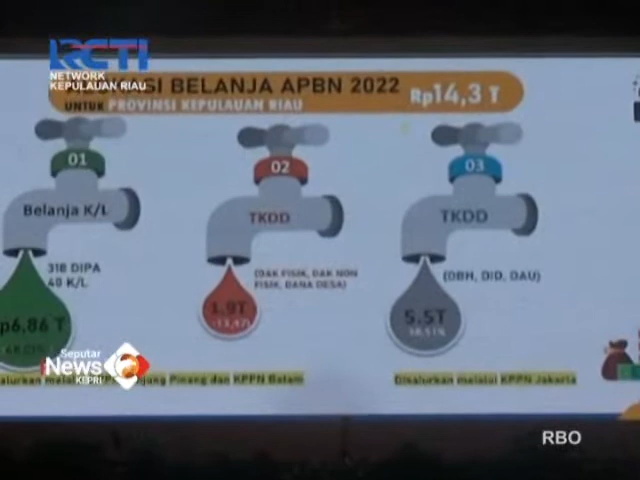 RCTI
NETWORK
KEPULAUAN RIAU
BELANJA APBN 2022
UNTUK PROVINSI KEPULAUAN RIAU
Rp14,3 T
01
02
03
Belanja K/L
TKDD
TKDD
318 DIPA
40 K/L
(DAK FISIK, DAK NON
FISIK, DANA DESA)
(DBH, DID, DAU)
p6.86 T
1.9T
5.5T
Seputar
iNews
KEPRI
Pinang dan KPPN Batam
Disalurkan melalui KPPN Jakarta
RBO